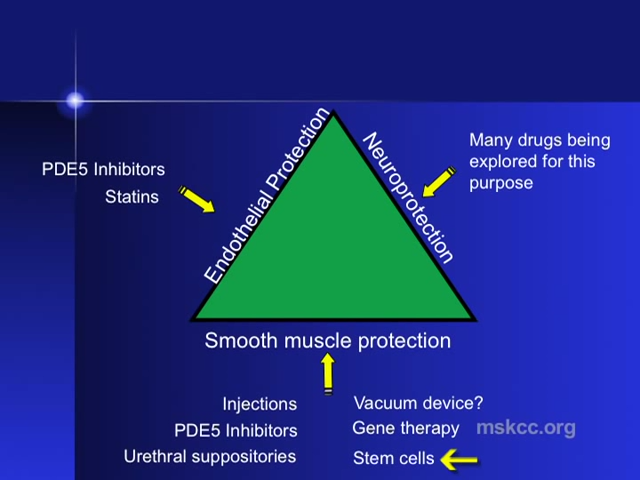 PDE5 Inhibitors
Statins
Endothelial Protection
Neuroprotection
Many drugs being
explored for this
purpose
Smooth muscle protection
Injections
PDE5 Inhibitors
Urethral suppositories
Vacuum device?
Gene therapy
Stem cells
mskcc.org